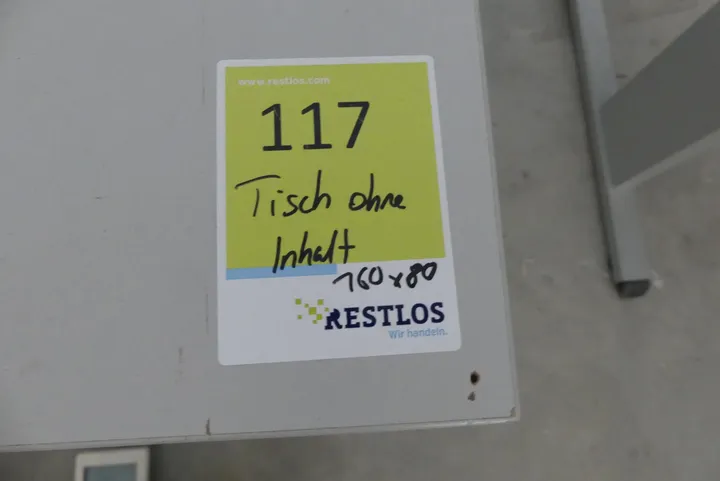 www.restlos.com
117
Tisch ohne
Inhalt
160x80
RESTLOS
Wir handeln.